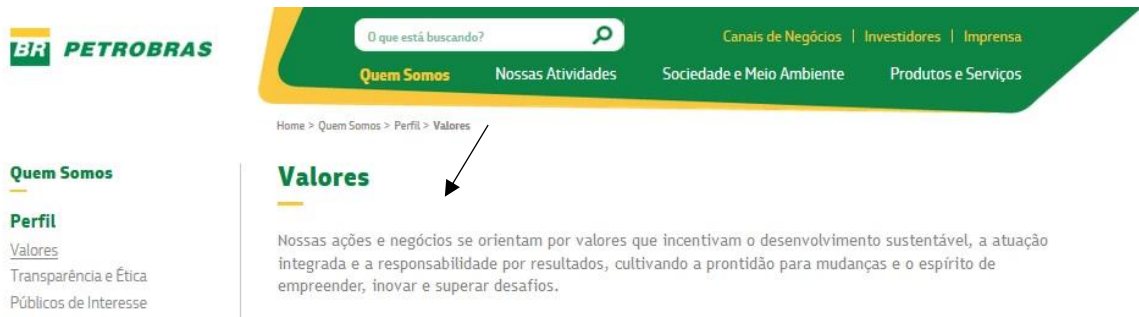 BR PETROBRAS
O que está buscando?
Canais de Negócios | Investidores | Imprensa
Quem Somos Nossas Atividades Sociedade e Meio Ambiente Produtos e Serviços
Home > Quem Somos > Perfil > Valores
Quem Somos
Perfil
Valores
Transparência e Ética
Públicos de Interesse
Valores
Nossas ações e negócios se orientam por valores que incentivam o desenvolvimento sustentável, a atuação
integrada e a responsabilidade por resultados, cultivando a prontidão para mudanças e o espírito de
empreender, inovar e superar desafios.